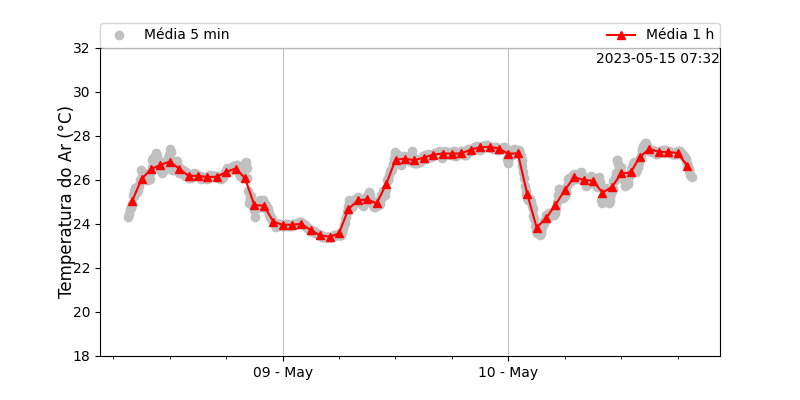 Média 5 min
Média 1 h
2023-05-15 07:32
Temperatura do Ar (°C)
32
30
28
26
24
22
20
18
09 - May
10 - May